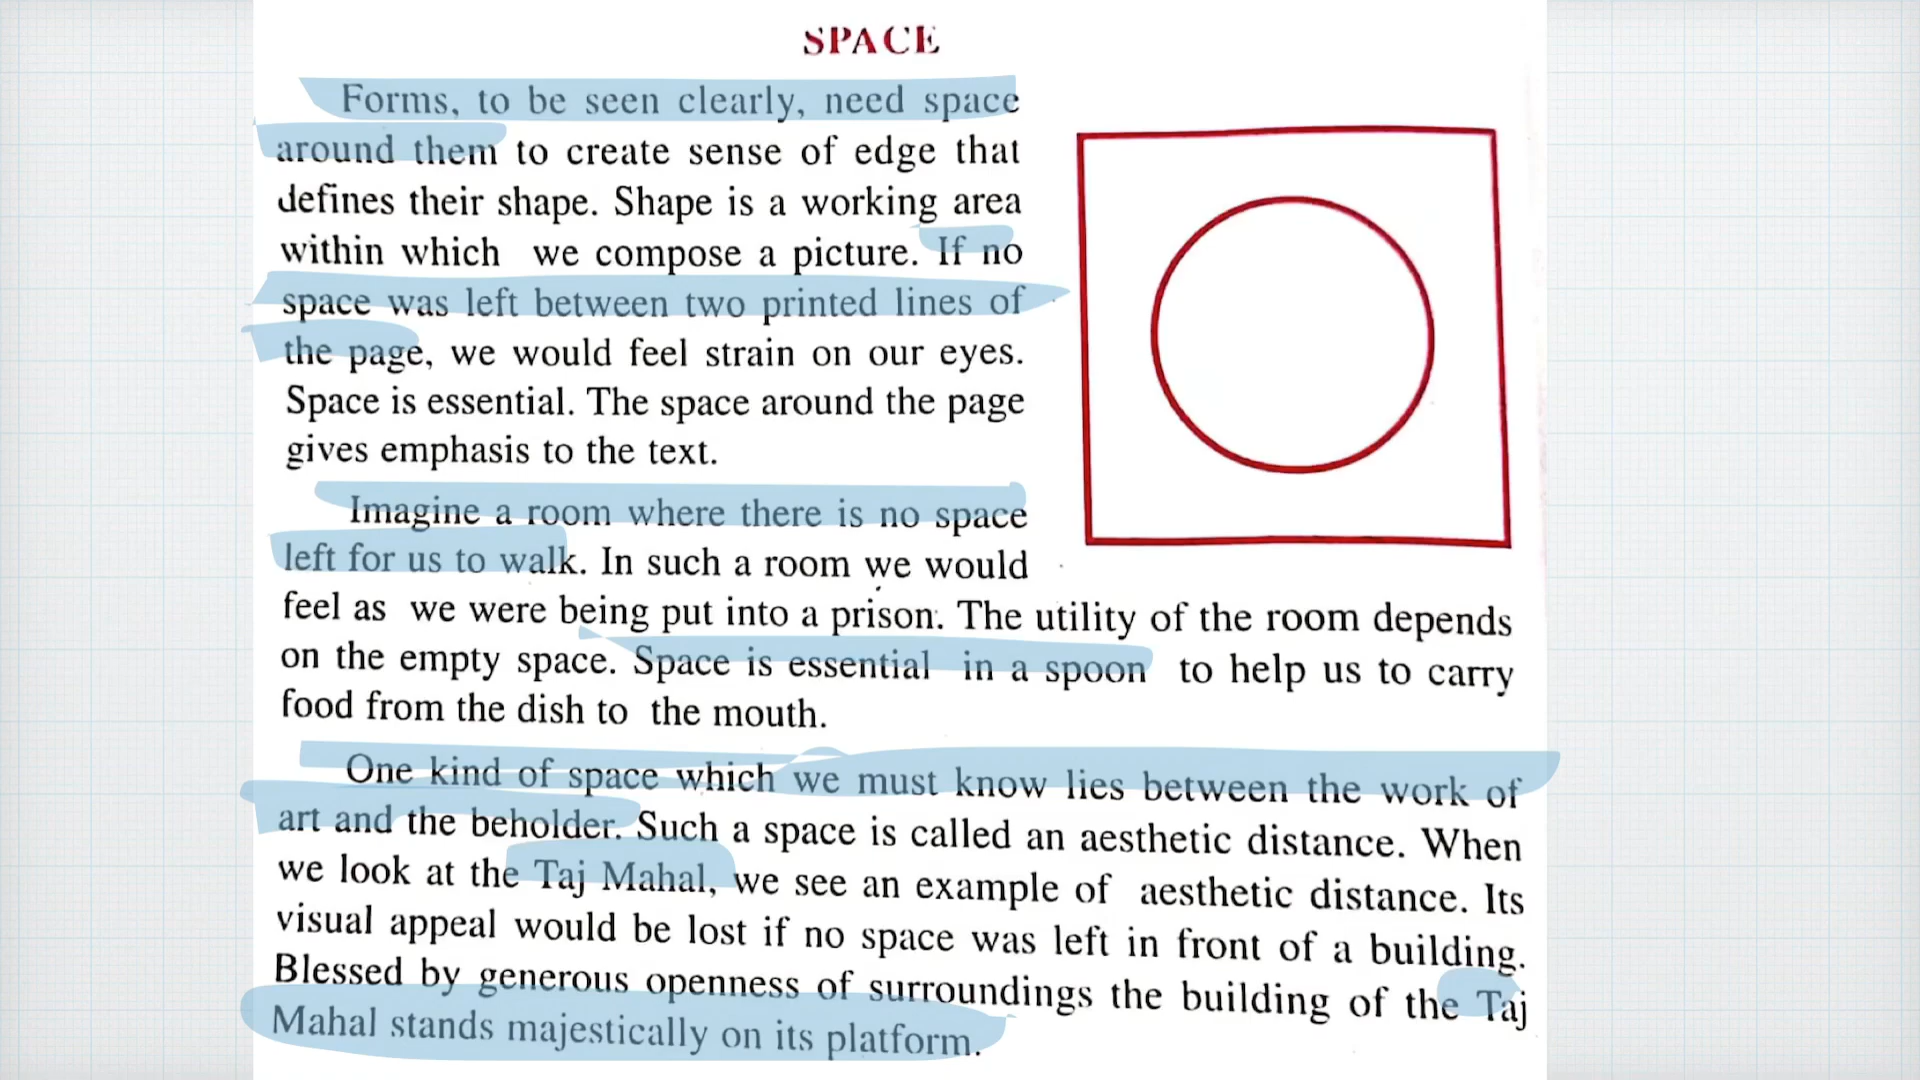 SPACE
Forms, to be seen clearly, need space
around them to create sense of edge that
defines their shape. Shape is a working area
within which we compose a picture. If no
space was left between two printed lines of
the page, we would feel strain on our eyes.
Space is essential. The space around the page
gives emphasis to the text.
Imagine a room where there is no space
left for us to walk. In such a room we would
feel as we were being put into a prison. The utility of the room depends
on the empty space. Space is essential in a spoon to help us to carry
food from the dish to the mouth.
One kind of space which we must know lies between the work of
art and the beholder. Such a space is called an aesthetic distance. When
we look at the Taj Mahal, we see an example of aesthetic distance. Its
visual appeal would be lost if no space was left in front of a building.
Blessed by generous openness of surroundings the building of the Taj
Mahal stands majestically on its platform.